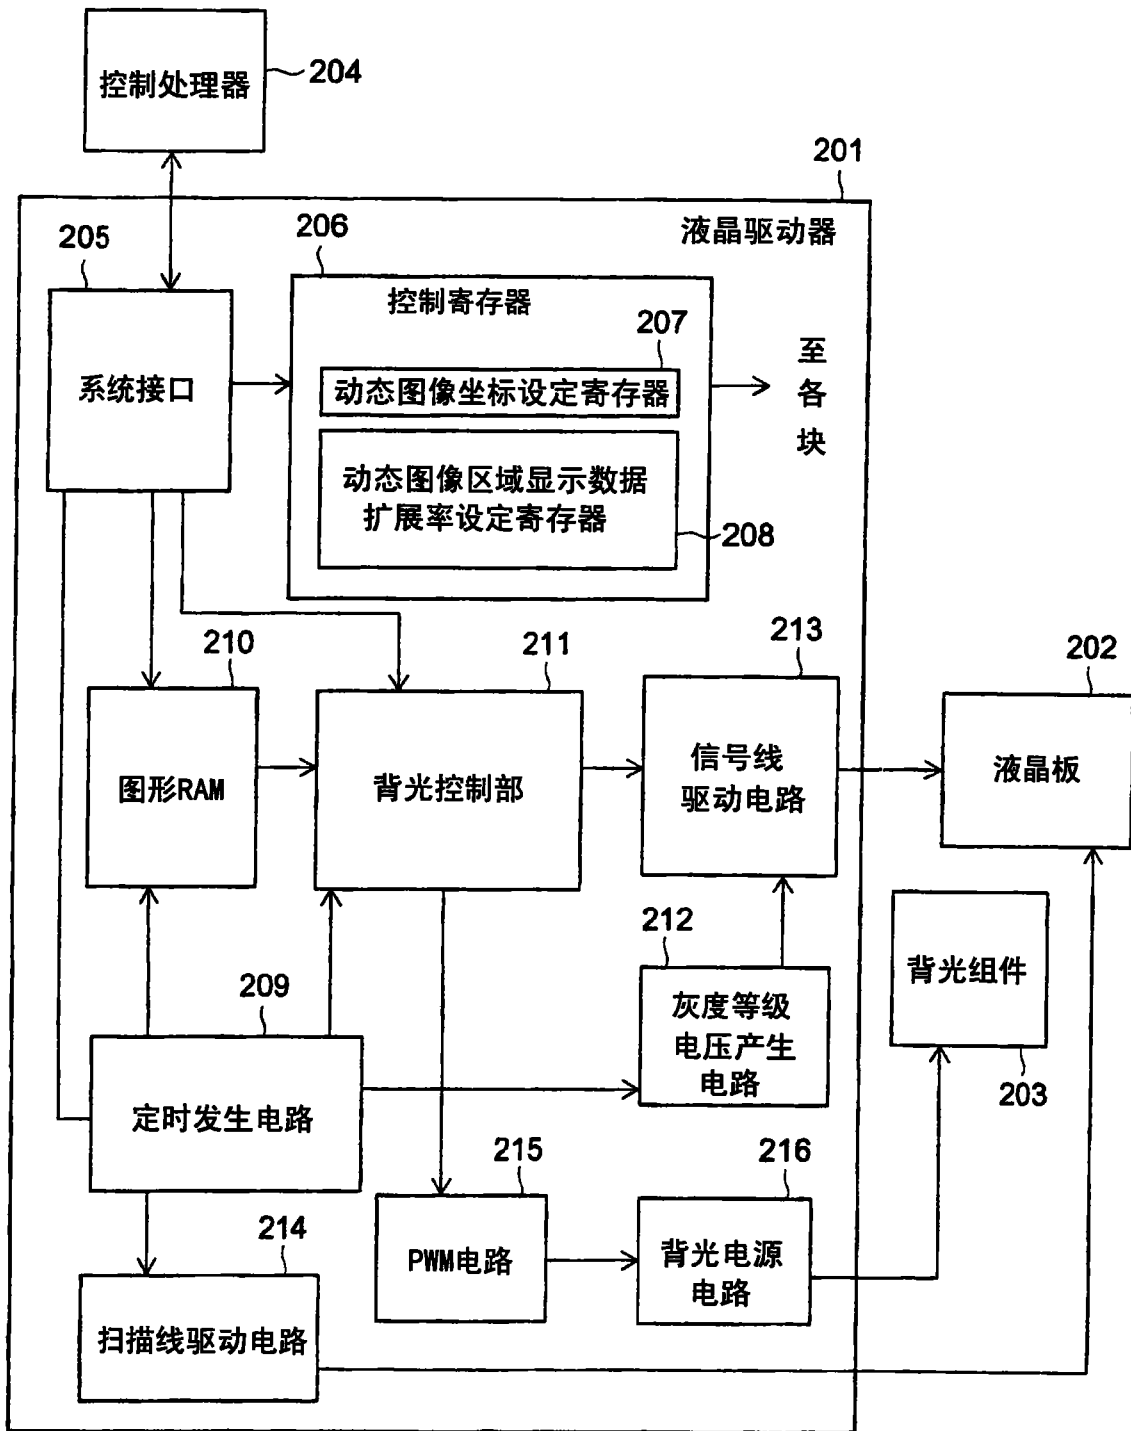 控制处理器
204
201
液晶驱动器
205
206
系统接口
控制寄存器
207
动态图像坐标设定寄存器
动态图像区域显示数据
扩展率设定寄存器
208
至
各
块
210
211
213
202
图形RAM
背光控制部
信号线
驱动电路
液晶板
209
212
灰度等级
电压产生
电路
背光组件
203
定时发生电路
214
215
216
PWM电路
背光电源
电路
扫描线驱动电路